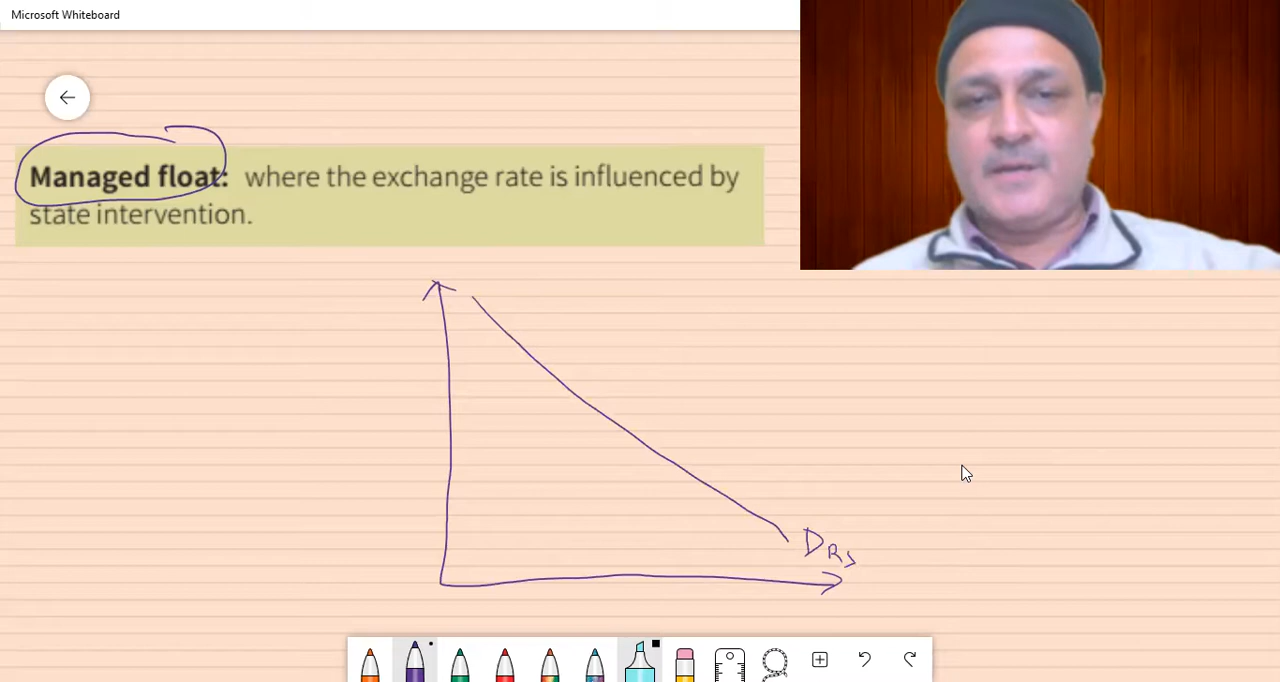 Microsoft Whiteboard
Managed float: where the exchange rate is influenced by
state intervention.
DRs